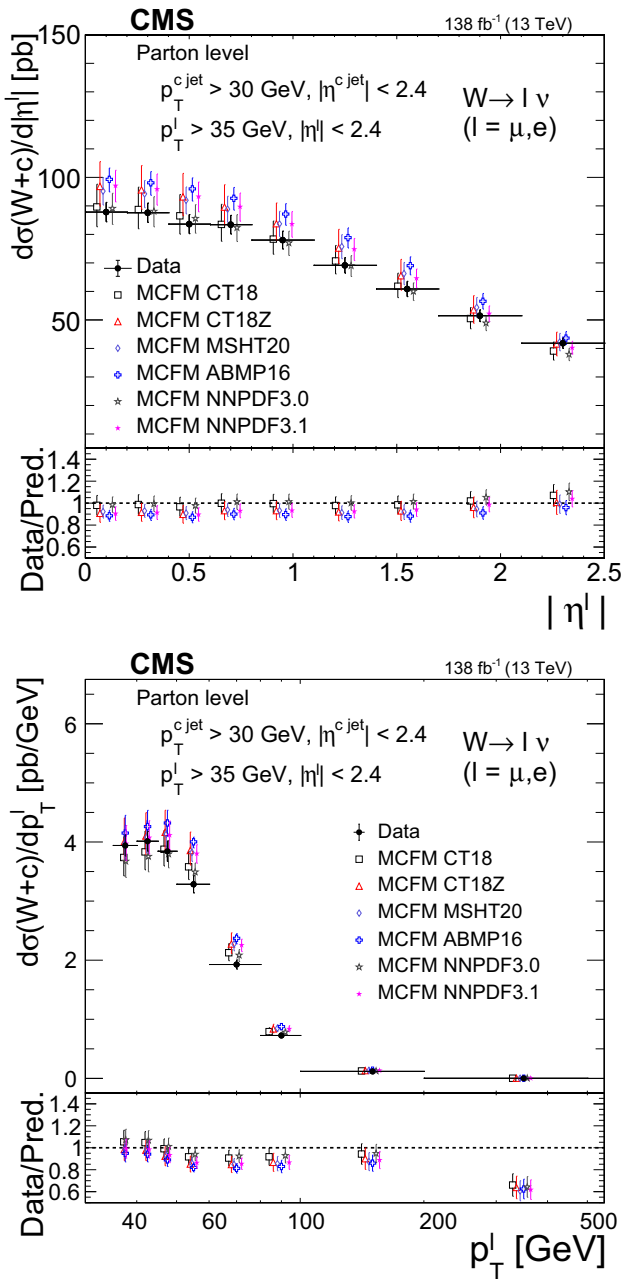 CMS
138 fb⁻¹ (13 TeV)
dσ(W+c)/d|η^l| [pb]
150
100
50
Parton level
p_T^{c jet} > 30 GeV, |η^{c jet}| < 2.4
p_T^l > 35 GeV, |η^l| < 2.4
W → l ν
(l = μ,e)
Data
MCFM CT18
MCFM CT18Z
MCFM MSHT20
MCFM ABMP16
MCFM NNPDF3.0
MCFM NNPDF3.1
Data/Pred.
1.4
1.2
1
0.8
0.6
0 0.5 1 1.5 2 2.5
| η^l |
CMS
138 fb⁻¹ (13 TeV)
dσ(W+c)/dp_T^l [pb/GeV]
6
4
2
0
Parton level
p_T^{c jet} > 30 GeV, |η^{c jet}| < 2.4
p_T^l > 35 GeV, |η^l| < 2.4
W → l ν
(l = μ,e)
Data
MCFM CT18
MCFM CT18Z
MCFM MSHT20
MCFM ABMP16
MCFM NNPDF3.0
MCFM NNPDF3.1
Data/Pred.
1.4
1.2
1
0.8
0.6
40 60 100 200 500
p_T^l [GeV]